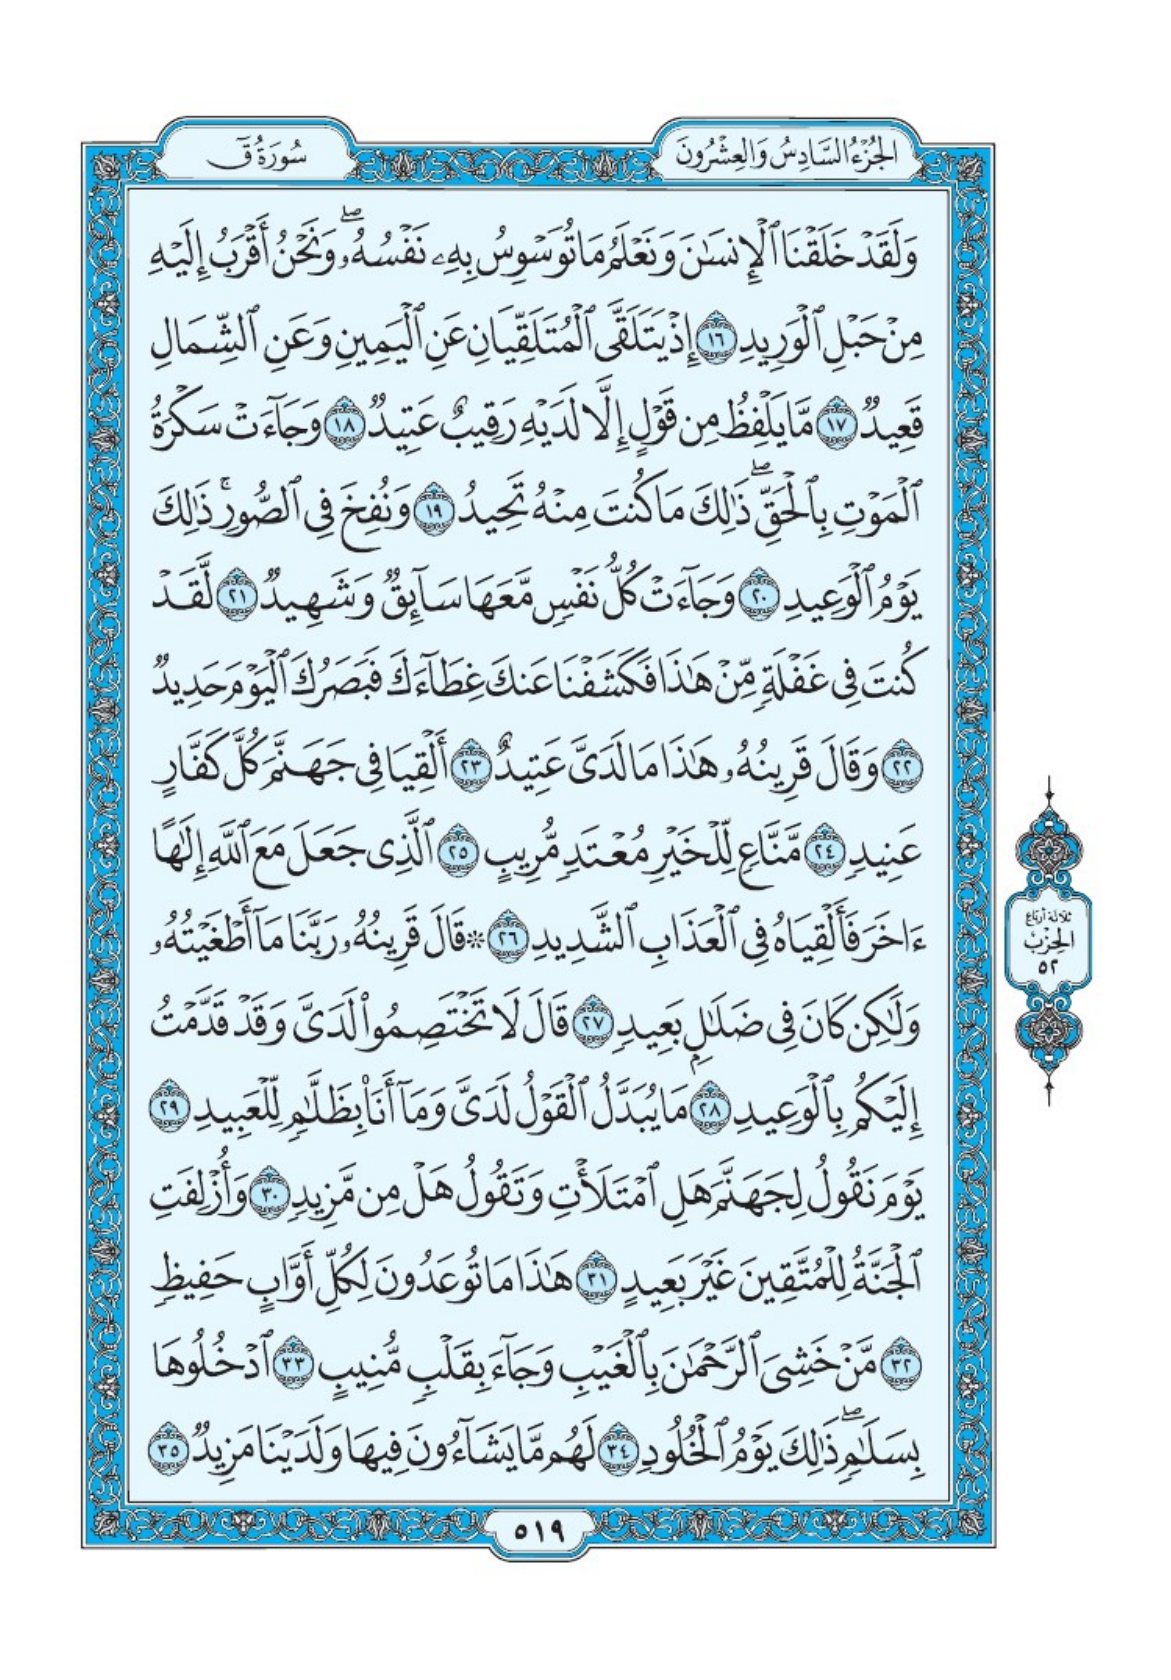 الجُزْءُ السَّادِسُ وَالعِشْرُونَ
سُورَةُ قٓ
وَلَقَدْ خَلَقْنَا ٱلْإِنسَـٰنَ وَنَعْلَمُ مَا تُوَسْوِسُ بِهِۦ نَفْسُهُۥۖ وَنَحْنُ أَقْرَبُ إِلَيْهِ
مِنْ حَبْلِ ٱلْوَرِيدِ ١٦ إِذْ يَتَلَقَّى ٱلْمُتَلَقِّيَانِ عَنِ ٱلْيَمِينِ وَعَنِ ٱلشِّمَالِ
قَعِيدٌ ١٧ مَّا يَلْفِظُ مِن قَوْلٍ إِلَّا لَدَيْهِ رَقِيبٌ عَتِيدٌ ١٨ وَجَآءَتْ سَكْرَةُ
ٱلْمَوْتِ بِٱلْحَقِّۖ ذَٰلِكَ مَا كُنتَ مِنْهُ تَحِيدُ ١٩ وَنُفِخَ فِى ٱلصُّورِۚ ذَٰلِكَ
يَوْمُ ٱلْوَعِيدِ ٢٠ وَجَآءَتْ كُلُّ نَفْسٍ مَّعَهَا سَآئِقٌ وَشَهِيدٌ ٢١ لَّقَدْ
كُنتَ فِى غَفْلَةٍ مِّنْ هَـٰذَا فَكَشَفْنَا عَنكَ غِطَآءَكَ فَبَصَرُكَ ٱلْيَوْمَ حَدِيدٌ
٢٢ وَقَالَ قَرِينُهُۥ هَـٰذَا مَا لَدَىَّ عَتِيدٌ ٢٣ أَلْقِيَا فِى جَهَنَّمَ كُلَّ كَفَّارٍ
عَنِيدٍ ٢٤ مَّنَّاعٍ لِّلْخَيْرِ مُعْتَدٍ مُّرِيبٍ ٢٥ ٱلَّذِى جَعَلَ مَعَ ٱللَّهِ إِلَـٰهًا
ءَاخَرَ فَأَلْقِيَاهُ فِى ٱلْعَذَابِ ٱلشَّدِيدِ ٢٦ ۞ قَالَ قَرِينُهُۥ رَبَّنَا مَآ أَطْغَيْتُهُۥ
وَلَـٰكِن كَانَ فِى ضَلَـٰلٍۭ بَعِيدٍ ٢٧ قَالَ لَا تَخْتَصِمُوا۟ لَدَىَّ وَقَدْ قَدَّمْتُ
إِلَيْكُم بِٱلْوَعِيدِ ٢٨ مَا يُبَدَّلُ ٱلْقَوْلُ لَدَىَّ وَمَآ أَنَا۠ بِظَلَّـٰمٍ لِّلْعَبِيدِ ٢٩
يَوْمَ نَقُولُ لِجَهَنَّمَ هَلِ ٱمْتَلَأْتِ وَتَقُولُ هَلْ مِن مَّزِيدٍ ٣٠ وَأُزْلِفَتِ
ٱلْجَنَّةُ لِلْمُتَّقِينَ غَيْرَ بَعِيدٍ ٣١ هَـٰذَا مَا تُوعَدُونَ لِكُلِّ أَوَّابٍ حَفِيظٍ
٣٢ مَّنْ خَشِىَ ٱلرَّحْمَـٰنَ بِٱلْغَيْبِ وَجَآءَ بِقَلْبٍ مُّنِيبٍ ٣٣ ٱدْخُلُوهَا
بِسَلَـٰمٍۖ ذَٰلِكَ يَوْمُ ٱلْخُلُودِ ٣٤ لَهُم مَّا يَشَآءُونَ فِيهَا وَلَدَيْنَا مَزِيدٌ ٣٥
ثلاثة أرباع
الحِزْب
٥٢
٥١٩